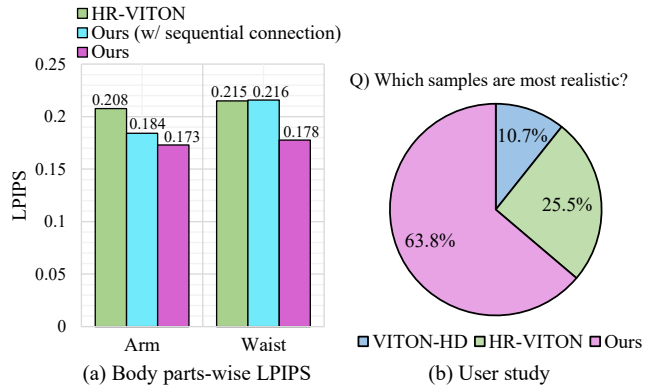 HR-VITON
Ours (w/ sequential connection)
Ours
0.25
0.2
0.15
0.1
0.05
0
LPIPS
0.208
0.184
0.173
0.215 0.216
0.178
Arm Waist
(a) Body parts-wise LPIPS
Q) Which samples are most realistic?
10.7%
25.5%
63.8%
VITON-HD HR-VITON Ours
(b) User study